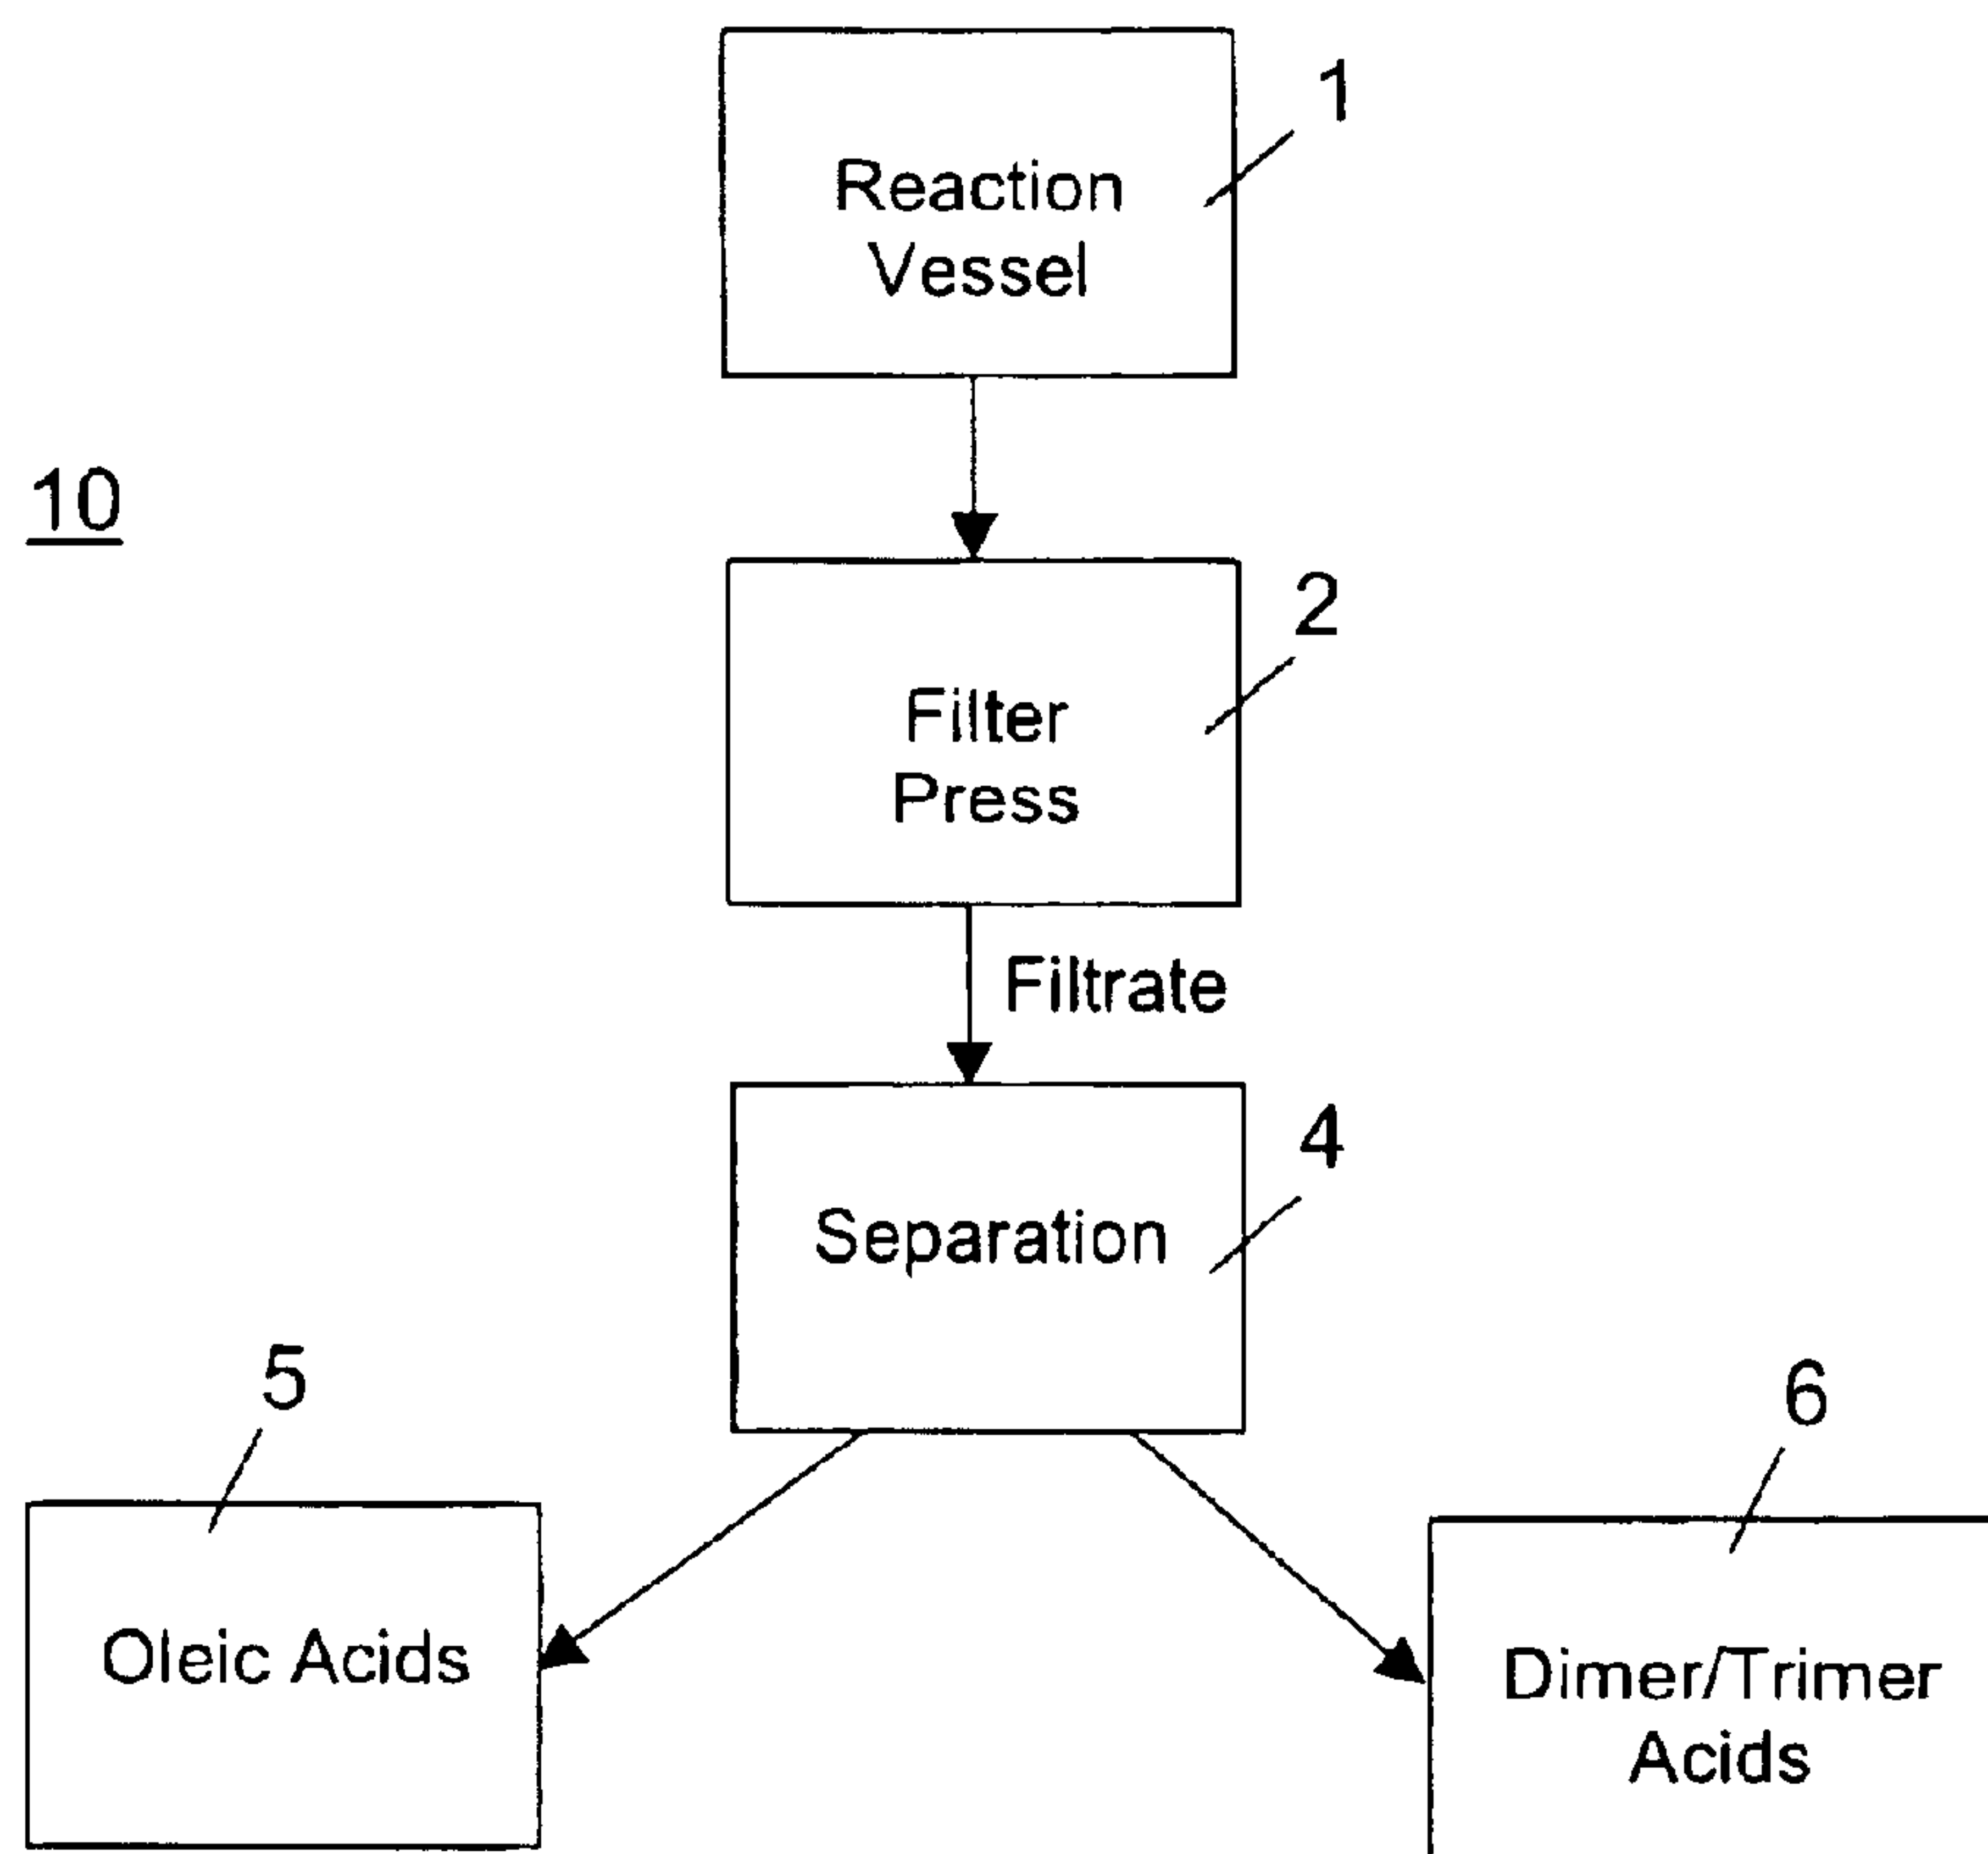 1
Reaction
Vessel
10
2
Filter
Press
Filtrate
4
Separation
5
6
Oleic Acids
Dimer/Trimer
Acids